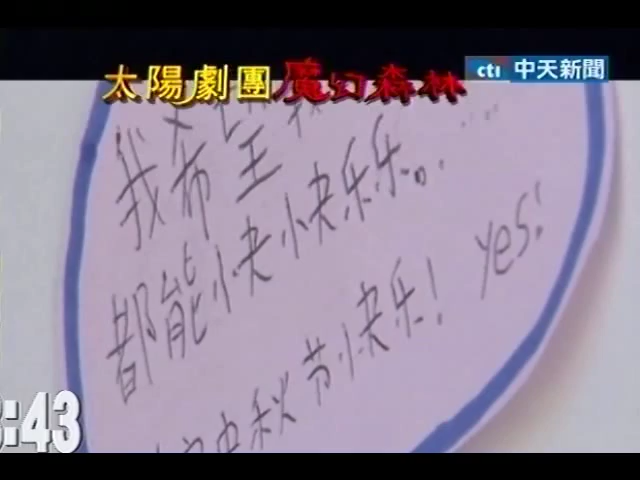 太陽劇團魔幻森林
cti 中天新聞
我希望
都能快快乐乐。..
中秋节快乐! yes!
:43